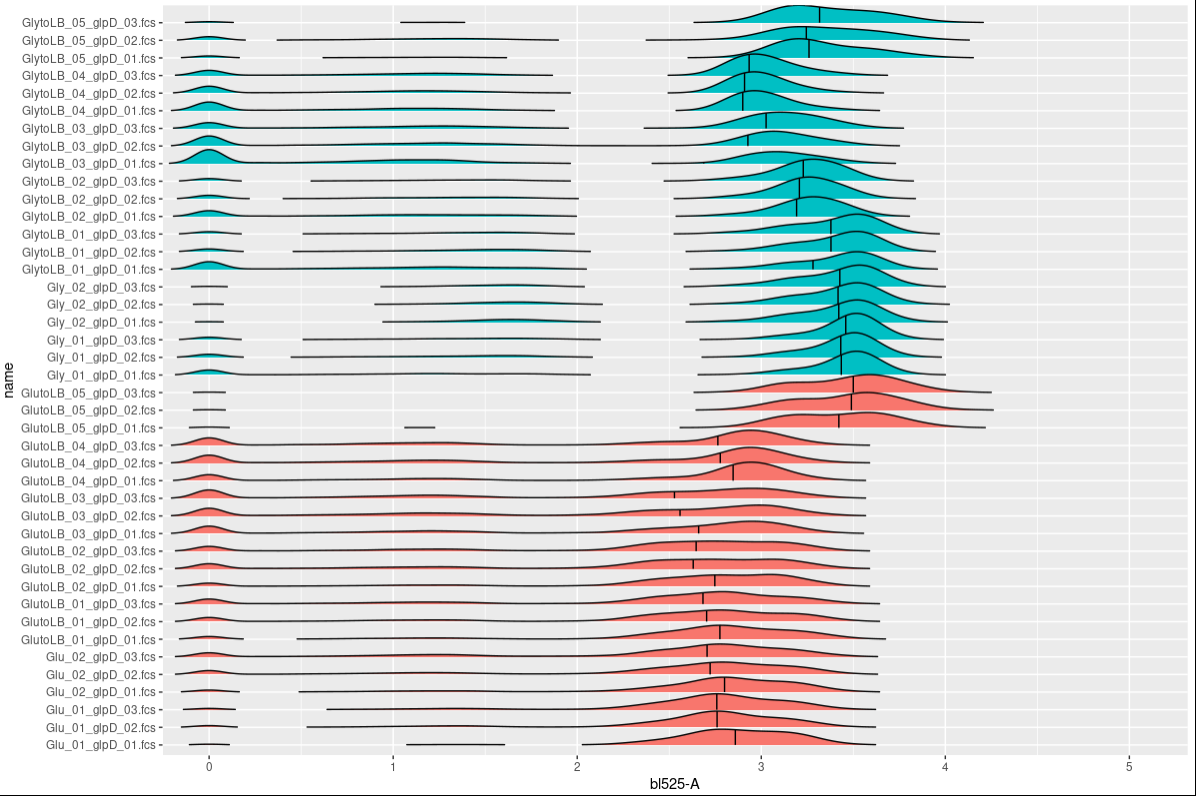 GlytoLB_05_glpD_03.fcs
GlytoLB_05_glpD_02.fcs
GlytoLB_05_glpD_01.fcs
GlytoLB_04_glpD_03.fcs
GlytoLB_04_glpD_02.fcs
GlytoLB_04_glpD_01.fcs
GlytoLB_03_glpD_03.fcs
GlytoLB_03_glpD_02.fcs
GlytoLB_03_glpD_01.fcs
GlytoLB_02_glpD_03.fcs
GlytoLB_02_glpD_02.fcs
GlytoLB_02_glpD_01.fcs
GlytoLB_01_glpD_03.fcs
GlytoLB_01_glpD_02.fcs
GlytoLB_01_glpD_01.fcs
Gly_02_glpD_03.fcs
Gly_02_glpD_02.fcs
Gly_02_glpD_01.fcs
Gly_01_glpD_03.fcs
Gly_01_glpD_02.fcs
Gly_01_glpD_01.fcs
GlutoLB_05_glpD_03.fcs
GlutoLB_05_glpD_02.fcs
GlutoLB_05_glpD_01.fcs
GlutoLB_04_glpD_03.fcs
GlutoLB_04_glpD_02.fcs
GlutoLB_04_glpD_01.fcs
GlutoLB_03_glpD_03.fcs
GlutoLB_03_glpD_02.fcs
GlutoLB_03_glpD_01.fcs
GlutoLB_02_glpD_03.fcs
GlutoLB_02_glpD_02.fcs
GlutoLB_02_glpD_01.fcs
GlutoLB_01_glpD_03.fcs
GlutoLB_01_glpD_02.fcs
GlutoLB_01_glpD_01.fcs
Glu_02_glpD_03.fcs
Glu_02_glpD_02.fcs
Glu_02_glpD_01.fcs
Glu_01_glpD_03.fcs
Glu_01_glpD_02.fcs
Glu_01_glpD_01.fcs
name
0 1 2 3 4 5
bl525-A